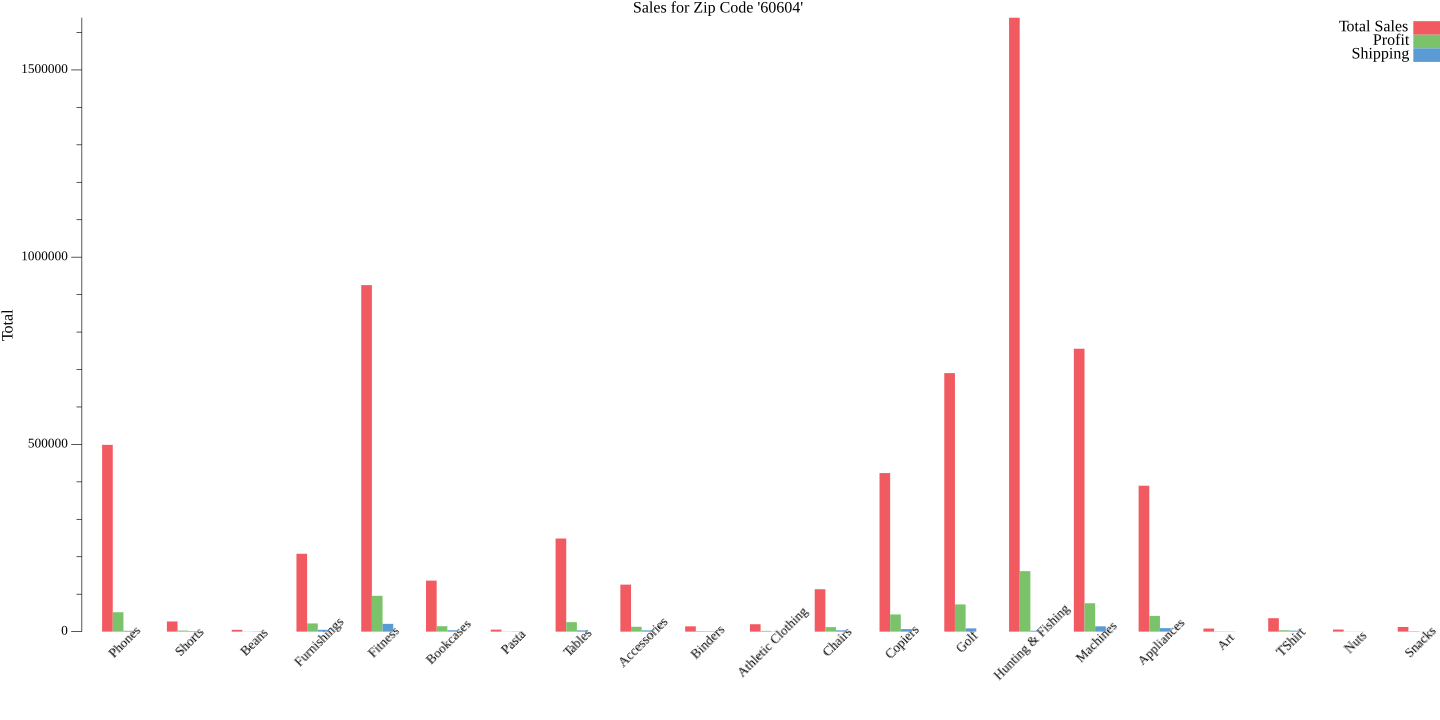 Sales for Zip Code '60604'
Total Sales
Profit
Shipping
1500000
1000000
500000
0
Total
Phones
Shorts
Beans
Furnishings
Fitness
Bookcases
Pasta
Tables
Accessories
Binders
Athletic Clothing
Chairs
Copiers
Golf
Hunting & Fishing
Machines
Appliances
Art
TShirt
Nuts
Snacks